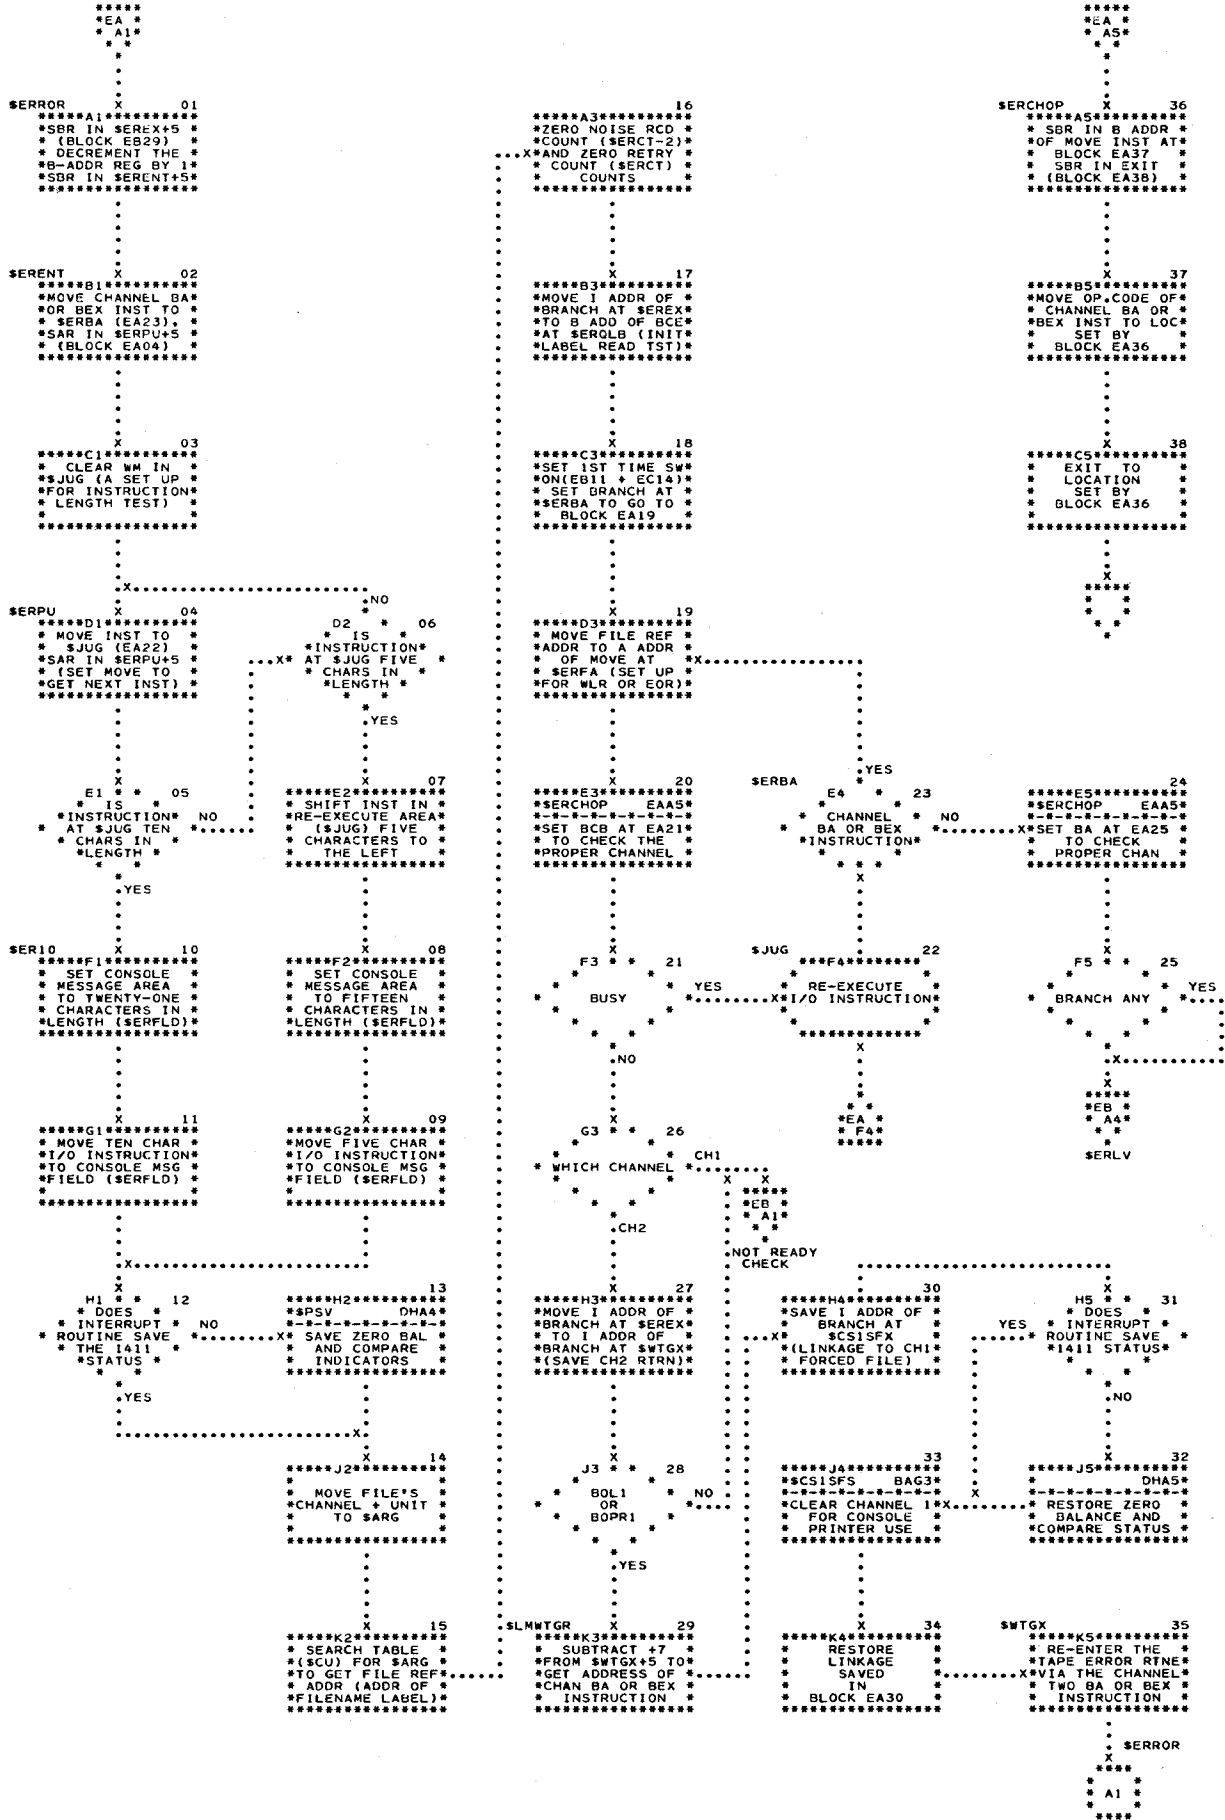 EA
A1
$ERROR 01
A1
SBR IN $EREX+5
(BLOCK EB29)
DECREMENT THE
B-ADDR REG BY 1
SBR IN $ERENT+5
$ERENT 02
B1
MOVE CHANNEL BA
OR BEX INST TO
$ERBA (EA23).
SAR IN $ERPU+5
(BLOCK EA04)
03
C1
CLEAR WM IN
$JUG (A SET UP
FOR INSTRUCTION
LENGTH TEST)
$ERPU 04
D1
MOVE INST TO
$JUG (EA22)
SAR IN $ERPU+5
(SET MOVE TO
GET NEXT INST)
NO
D2 06
IS
INSTRUCTION
AT $JUG FIVE
CHARS IN
LENGTH
YES
E1 05
IS
INSTRUCTION
AT $JUG TEN
CHARS IN
LENGTH
NO
YES
07
E2
SHIFT INST IN
RE-EXECUTE AREA
($JUG) FIVE
CHARACTERS TO
THE LEFT
$ER10 10
F1
SET CONSOLE
MESSAGE AREA
TO TWENTY-ONE
CHARACTERS IN
LENGTH ($ERFLD)
08
F2
SET CONSOLE
MESSAGE AREA
TO FIFTEEN
CHARACTERS IN
LENGTH ($ERFLD)
11
G1
MOVE TEN CHAR
I/O INSTRUCTION
TO CONSOLE MSG
FIELD ($ERFLD)
09
G2
MOVE FIVE CHAR
I/O INSTRUCTION
TO CONSOLE MSG
FIELD ($ERFLD)
H1 12
DOES
INTERRUPT
ROUTINE SAVE
THE 1411
STATUS
NO
YES
13
H2
$PSV DHA4
SAVE ZERO BAL
AND COMPARE
INDICATORS
14
J2
MOVE FILE'S
CHANNEL + UNIT
TO $ARG
15
K2
SEARCH TABLE
($CU) FOR $ARG
TO GET FILE REF
ADDR (ADDR OF
FILENAME LABEL)
16
A3
ZERO NOISE RCD
COUNT ($ERCT-2)
AND ZERO RETRY
COUNT ($ERCT)
COUNTS
17
B3
MOVE I ADDR OF
BRANCH AT $EREX
TO B ADD OF BCE
AT $ERQLB (INIT
LABEL READ TST)
18
C3
SET 1ST TIME SW
ON(EB11 + EC14)
SET BRANCH AT
$ERBA TO GO TO
BLOCK EA19
19
D3
MOVE FILE REF
ADDR TO A ADDR
OF MOVE AT
$ERFA (SET UP
FOR WLR OR EOR)
20
E3
$ERCHOP EAA5
SET BCB AT EA21
TO CHECK THE
PROPER CHANNEL
F3 21
BUSY
YES
NO
G3 26
WHICH CHANNEL
CH1
CH2
EB
A1
NOT READY
CHECK
27
H3
MOVE I ADDR OF
BRANCH AT $EREX
TO I ADDR OF
BRANCH AT $WTGX
(SAVE CH2 RTRN)
J3 28
BOL1
OR
BOPR1
NO
YES
$LMWTGR 29
K3
SUBTRACT +7
FROM $WTGX+5 TO
GET ADDRESS OF
CHAN BA OR BEX
INSTRUCTION
YES
$ERBA
E4 23
CHANNEL
BA OR BEX
INSTRUCTION
NO
$JUG 22
F4
RE-EXECUTE
I/O INSTRUCTION
EA
F4
30
H4
SAVE I ADDR OF
BRANCH AT
$CS1SFX
(LINKAGE TO CH1
FORCED FILE)
33
J4
$CS1SFS BAG3
CLEAR CHANNEL 1
FOR CONSOLE
PRINTER USE
34
K4
RESTORE
LINKAGE
SAVED
IN
BLOCK EA30
EA
A5
$ERCHOP 36
A5
SBR IN B ADDR
OF MOVE INST AT
BLOCK EA37
SBR IN EXIT
(BLOCK EA38)
37
B5
MOVE OP.CODE OF
CHANNEL BA OR
BEX INST TO LOC
SET BY
BLOCK EA36
38
C5
EXIT TO
LOCATION
SET BY
BLOCK EA36
24
E5
$ERCHOP EAA5
SET BA AT EA25
TO CHECK
PROPER CHAN
F5 25
BRANCH ANY
YES
EB
A4
$ERLV
H5 31
DOES
INTERRUPT
ROUTINE SAVE
1411 STATUS
YES
NO
32
J5
DHA5
RESTORE ZERO
BALANCE AND
COMPARE STATUS
$WTGX 35
K5
RE-ENTER THE
TAPE ERROR RTNE
VIA THE CHANNEL
TWO BA OR BEX
INSTRUCTION
$ERROR
A1